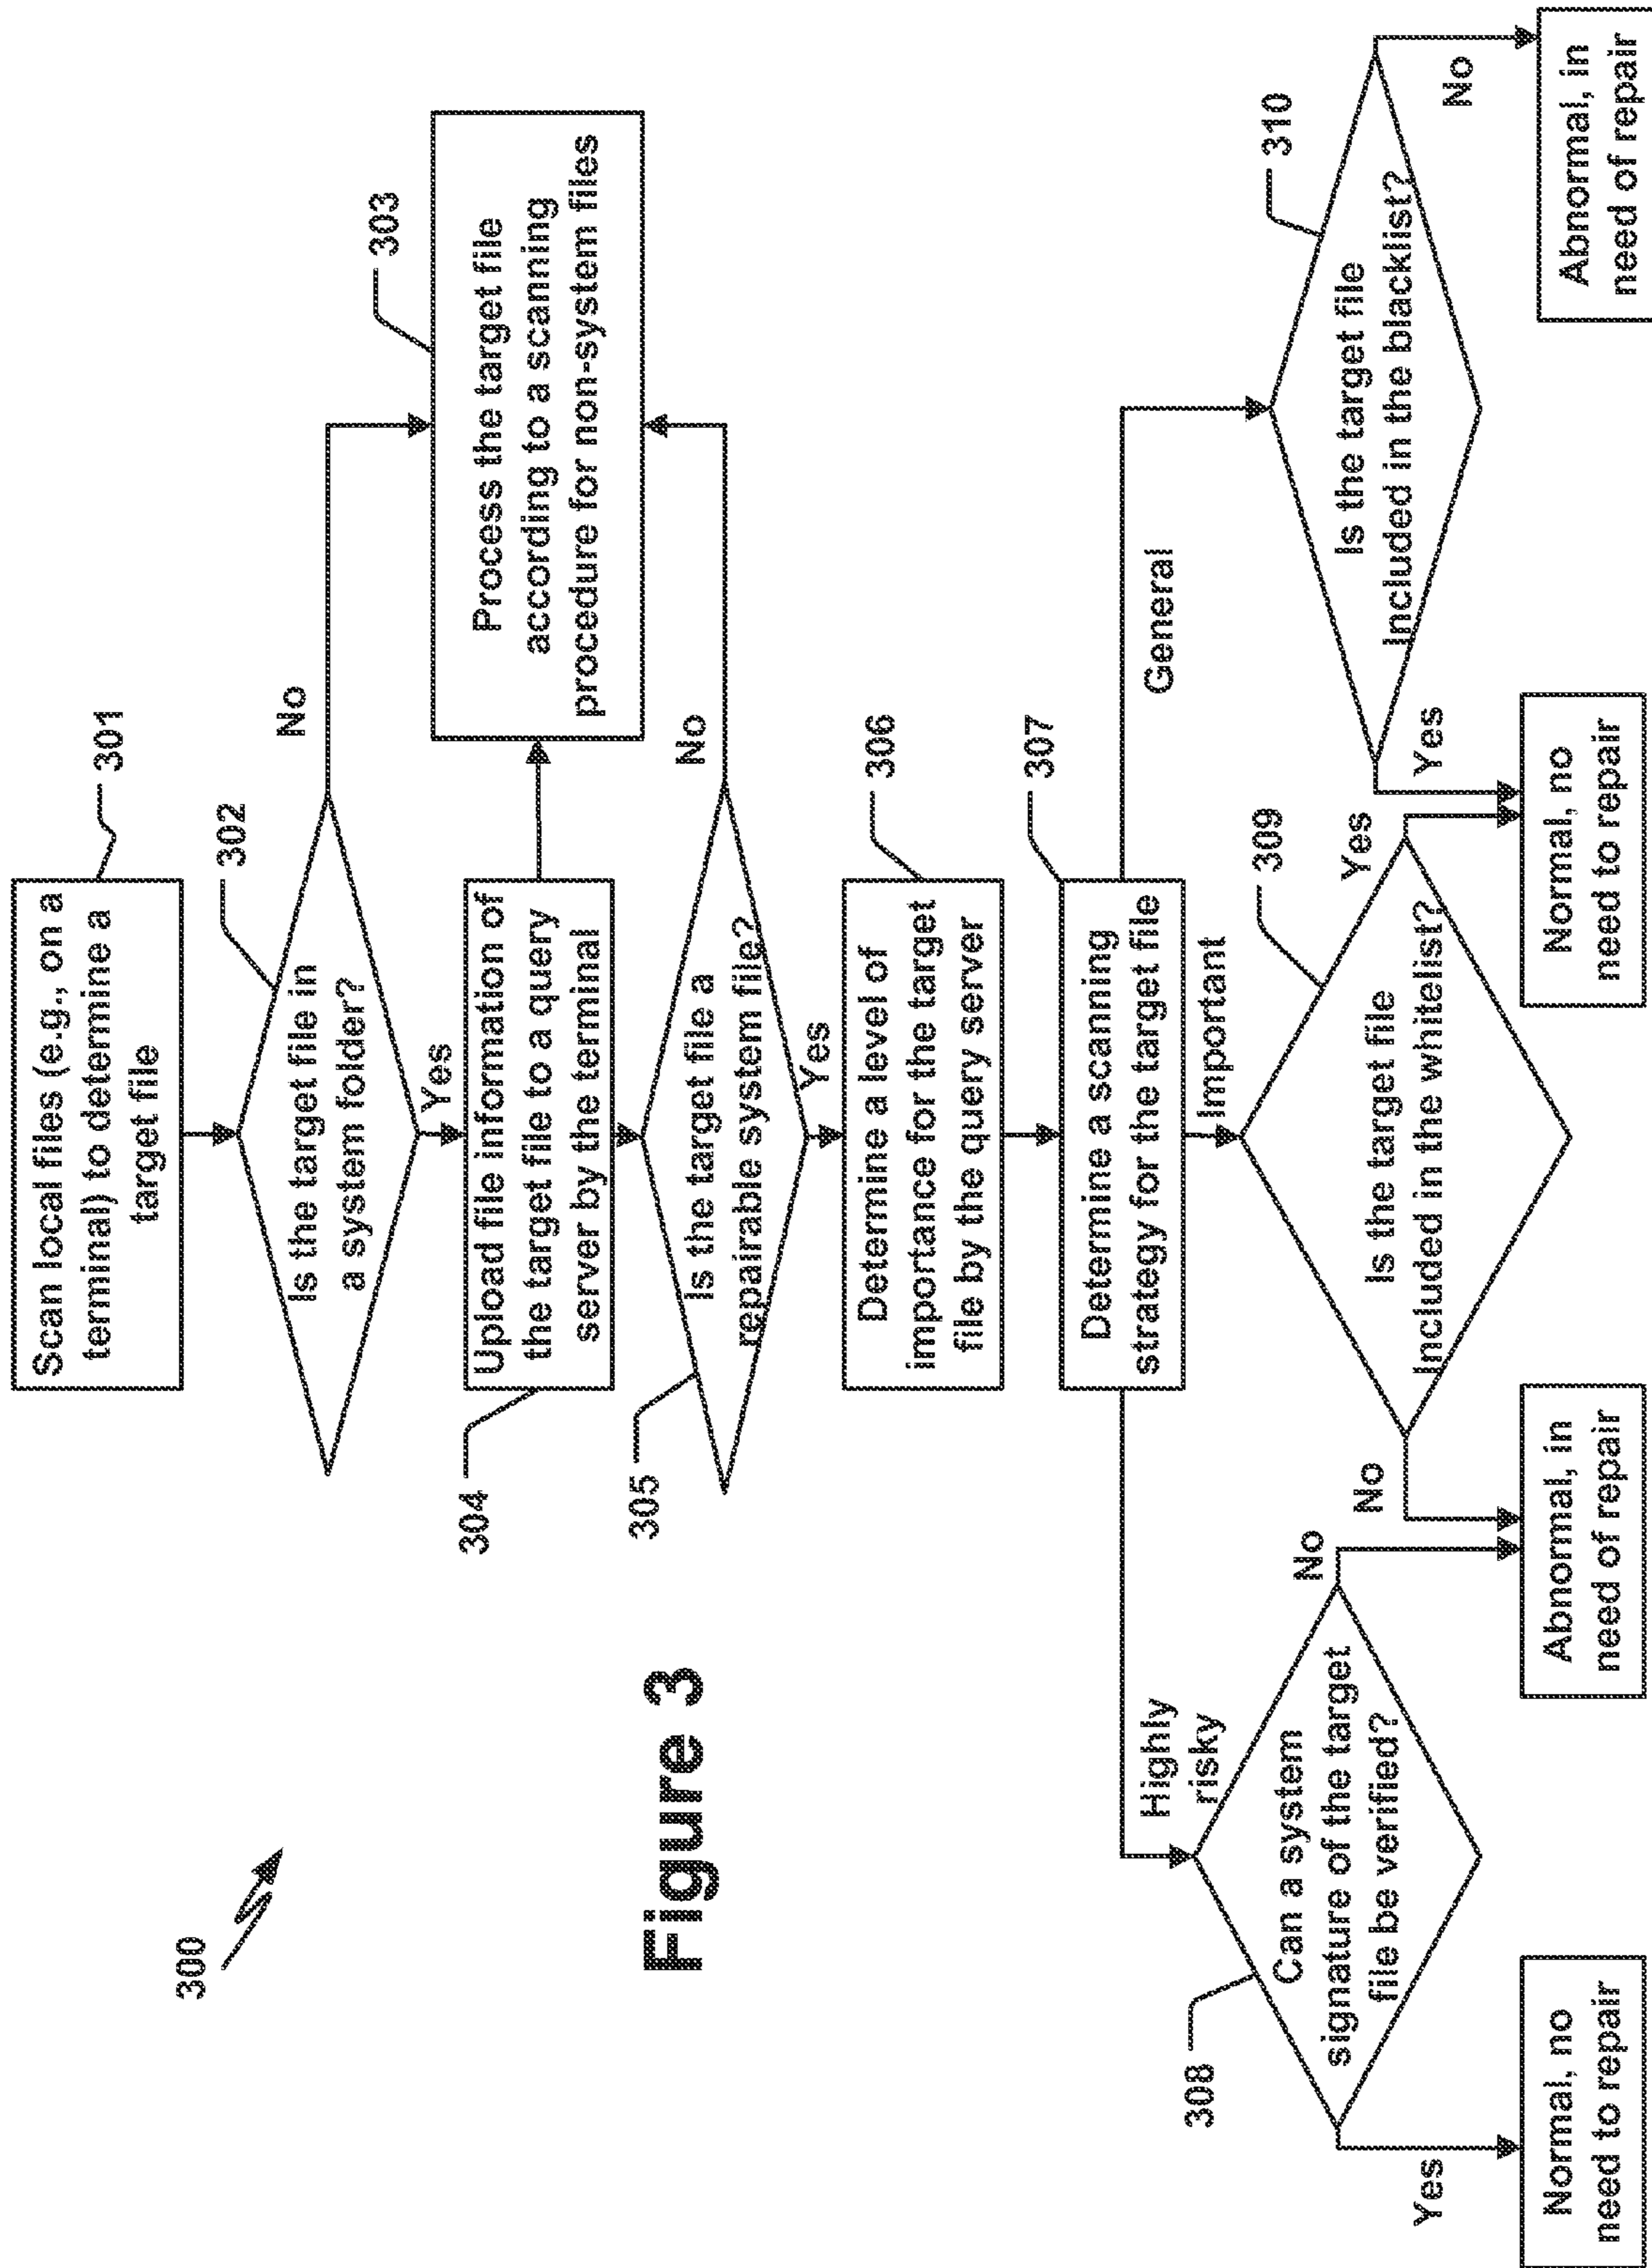 300
Scan local files (e.g., on a
terminal) to determine a
target file
301
Is the target file in
a system folder?
302
No
Yes
Process the target file
according to a scanning
procedure for non-system files
303
Upload file information of
the target file to a query
server by the terminal
304
Is the target file a
repairable system file?
305
No
Yes
Determine a level of
importance for the target
file by the query server
306
Determine a scanning
strategy for the target file
307
Highly
risky
Important
General
Can a system
signature of the target
file be verified?
308
Yes
No
Is the target file
Included in the whitelist?
309
No
Yes
Is the target file
Included in the blacklist?
310
Yes
No
Normal, no
need to repair
Abnormal, in
need of repair
Normal, no
need to repair
Abnormal, in
need of repair
Figure 3